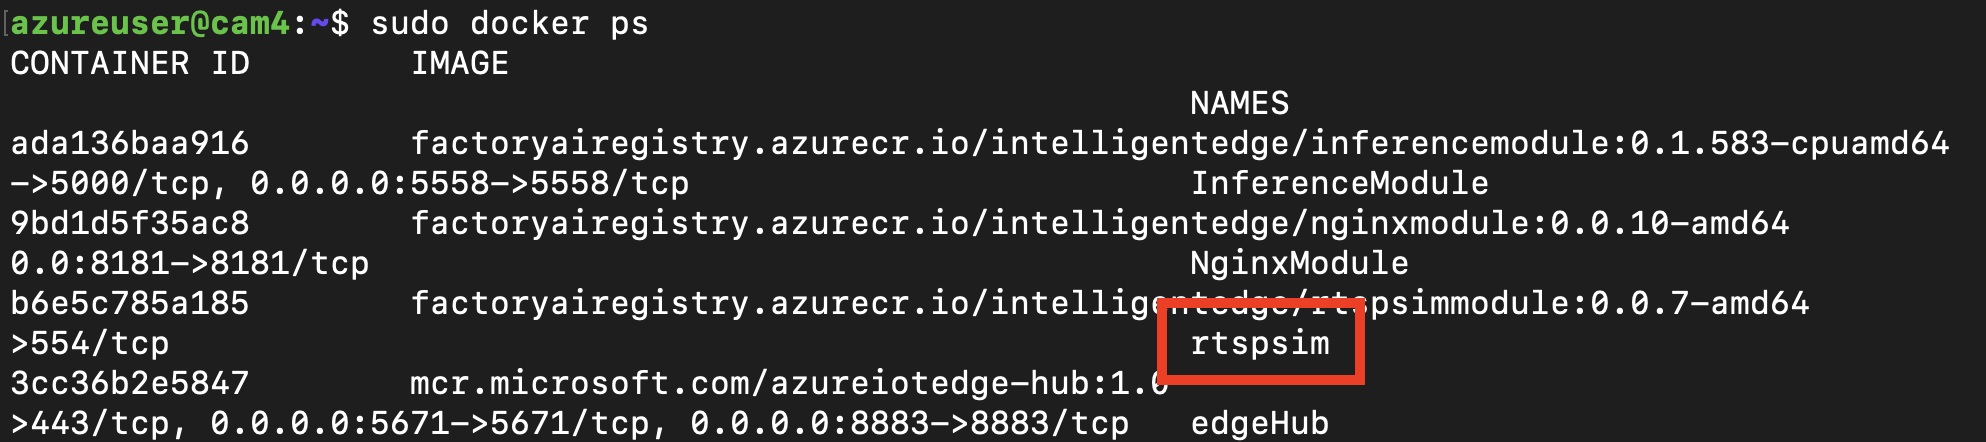 azureuser@cam4:~$ sudo docker ps
CONTAINER ID        IMAGE
NAMES
ada136baa916        factoryairegistry.azurecr.io/intelligentedge/inferencemodule:0.1.583-cpuamd64
->5000/tcp, 0.0.0.0:5558->5558/tcp                         InferenceModule
9bd1d5f35ac8        factoryairegistry.azurecr.io/intelligentedge/nginxmodule:0.0.10-amd64
0.0:8181->8181/tcp                                         NginxModule
b6e5c785a185        factoryairegistry.azurecr.io/intelligentedge/rtspsimmodule:0.0.7-amd64
>554/tcp                                                   rtspsim
3cc36b2e5847        mcr.microsoft.com/azureiotedge-hub:1.0
>443/tcp, 0.0.0.0:5671->5671/tcp, 0.0.0.0:8883->8883/tcp   edgeHub